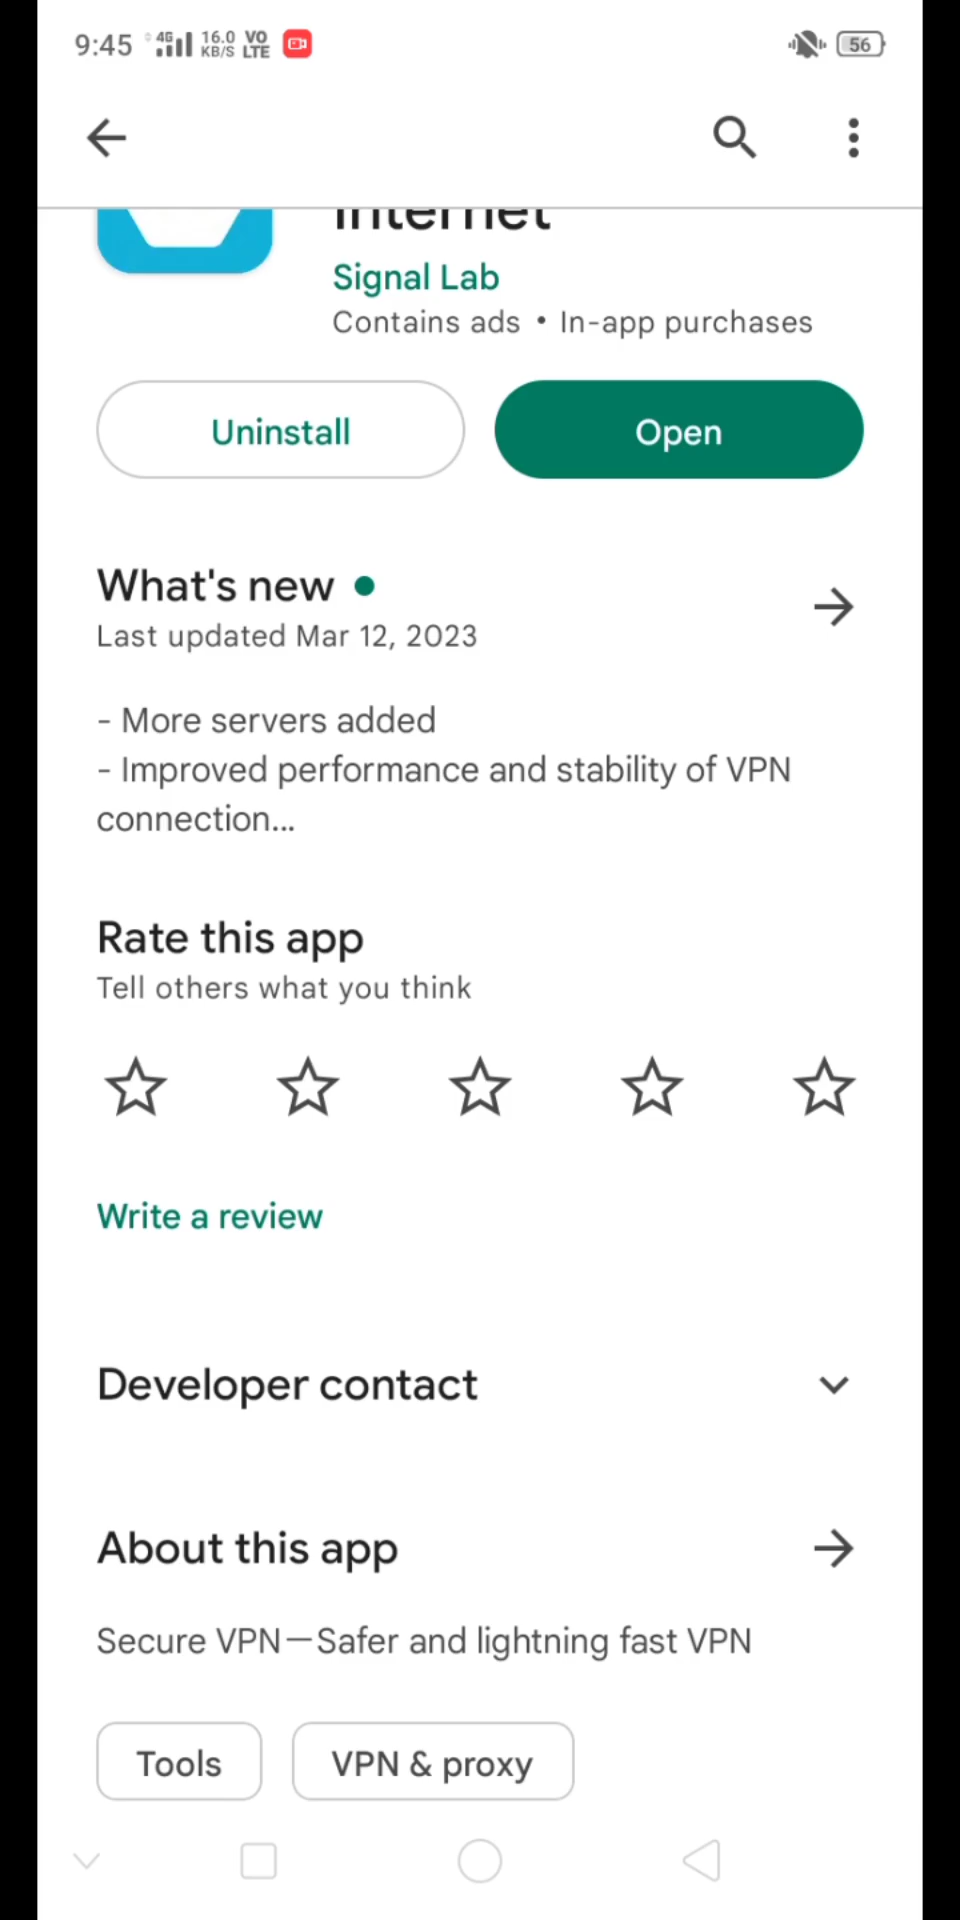 9:45 4G 16.0 KB/S VO LTE 56
Internet
Signal Lab
Contains ads • In-app purchases
Uninstall
Open
What's new
Last updated Mar 12, 2023
- More servers added
- Improved performance and stability of VPN
connection...
Rate this app
Tell others what you think
Write a review
Developer contact
About this app
Secure VPN—Safer and lightning fast VPN
Tools
VPN & proxy